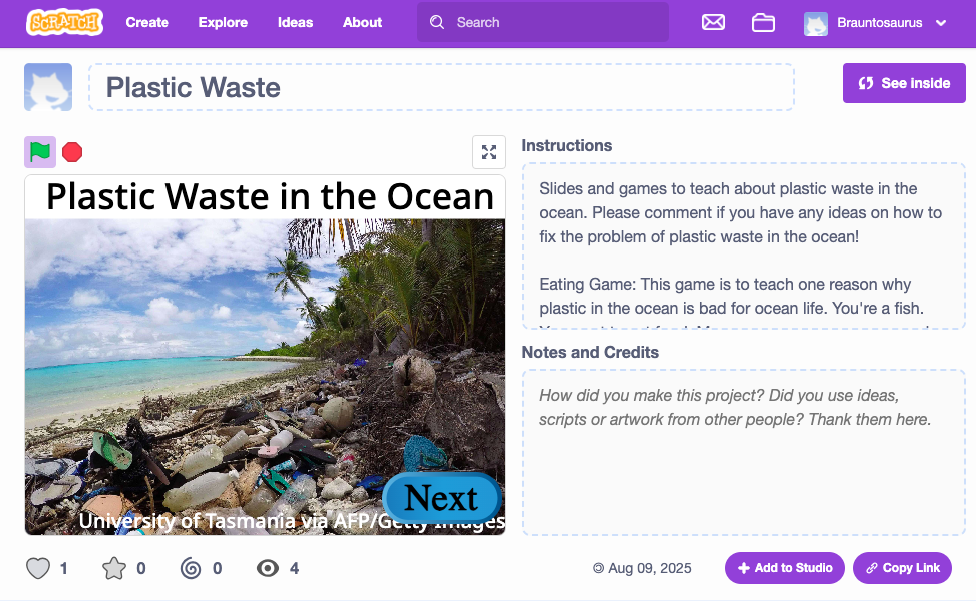 SCRATCH Create Explore Ideas About Search Brauntosaurus
Plastic Waste
See inside
Instructions
Plastic Waste in the Ocean
Slides and games to teach about plastic waste in the
ocean. Please comment if you have any ideas on how to
fix the problem of plastic waste in the ocean!
Eating Game: This game is to teach one reason why
plastic in the ocean is bad for ocean life. You're a fish.
Notes and Credits
How did you make this project? Did you use ideas,
scripts or artwork from other people? Thank them here.
Next
University of Tasmania via AFP/Getty Images
1 0 0 4
© Aug 09, 2025
Add to Studio
Copy Link